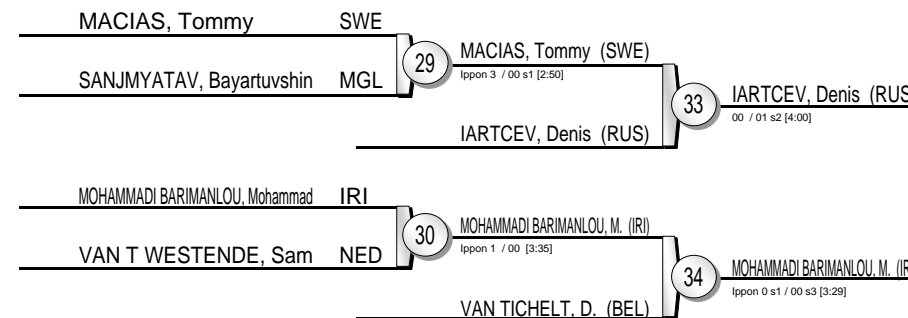 MACIAS, Tommy SWE
SANJMYATAV, Bayartuvshin MGL
29
MACIAS, Tommy (SWE)
Ippon 3 / 00 s1 [2:50]
IARTCEV, Denis (RUS)
33
IARTCEV, Denis (RUS
00 / 01 s2 [4:00]
MOHAMMADI BARIMANLOU, Mohammad IRI
VAN T WESTENDE, Sam NED
30
MOHAMMADI BARIMANLOU, M. (IRI)
Ippon 1 / 00 [3:35]
VAN TICHELT, D. (BEL)
34
MOHAMMADI BARIMANLOU, M. (IR
Ippon 0 s1 / 00 s3 [3:29]